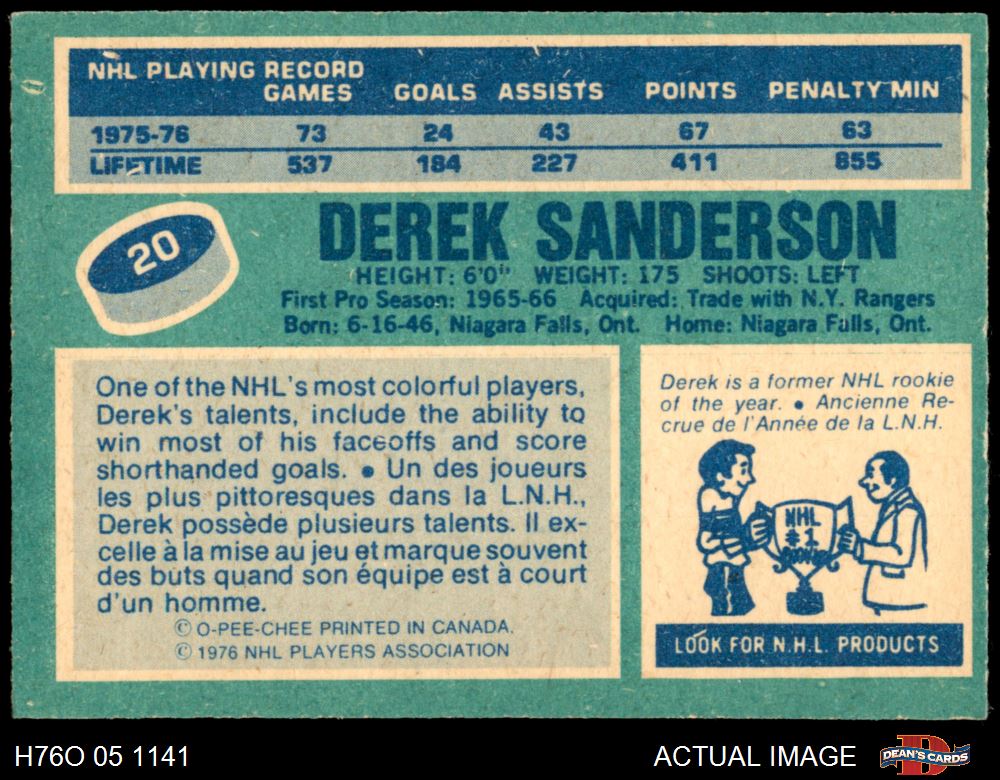 NHL PLAYING RECORD
GAMES GOALS ASSISTS POINTS PENALTY MIN
1975-76 73 24 43 67 63
LIFETIME 537 184 227 411 855
20
DEREK SANDERSON
HEIGHT: 6'0" WEIGHT: 175 SHOOTS: LEFT
First Pro Season: 1965-66 Acquired: Trade with N.Y. Rangers
Born: 6-16-46, Niagara Falls, Ont. Home: Niagara Falls, Ont.
One of the NHL's most colorful players,
Derek's talents, include the ability to
win most of his faceoffs and score
shorthanded goals. • Un des joueurs
les plus pittoresques dans la L.N.H.,
Derek possède plusieurs talents. Il ex-
celle à la mise au jeu et marque souvent
des buts quand son équipe est à court
d'un homme.
© O-PEE-CHEE PRINTED IN CANADA.
© 1976 NHL PLAYERS ASSOCIATION
Derek is a former NHL rookie
of the year. • Ancienne Re-
crue de l'Année de la L.N.H.
NHL
#1
ROOKIE
LOOK FOR N.H.L. PRODUCTS
H76O 05 1141
ACTUAL IMAGE
DEAN'S CARDS